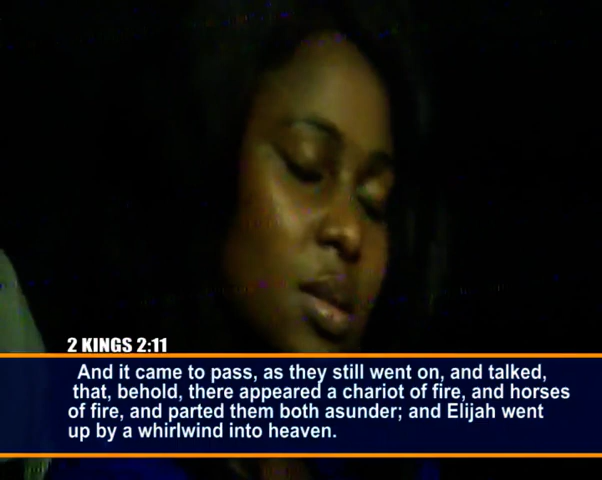 2 KINGS 2:11
And it came to pass, as they still went on, and talked,
that, behold, there appeared a chariot of fire, and horses
of fire, and parted them both asunder; and Elijah went
up by a whirlwind into heaven.